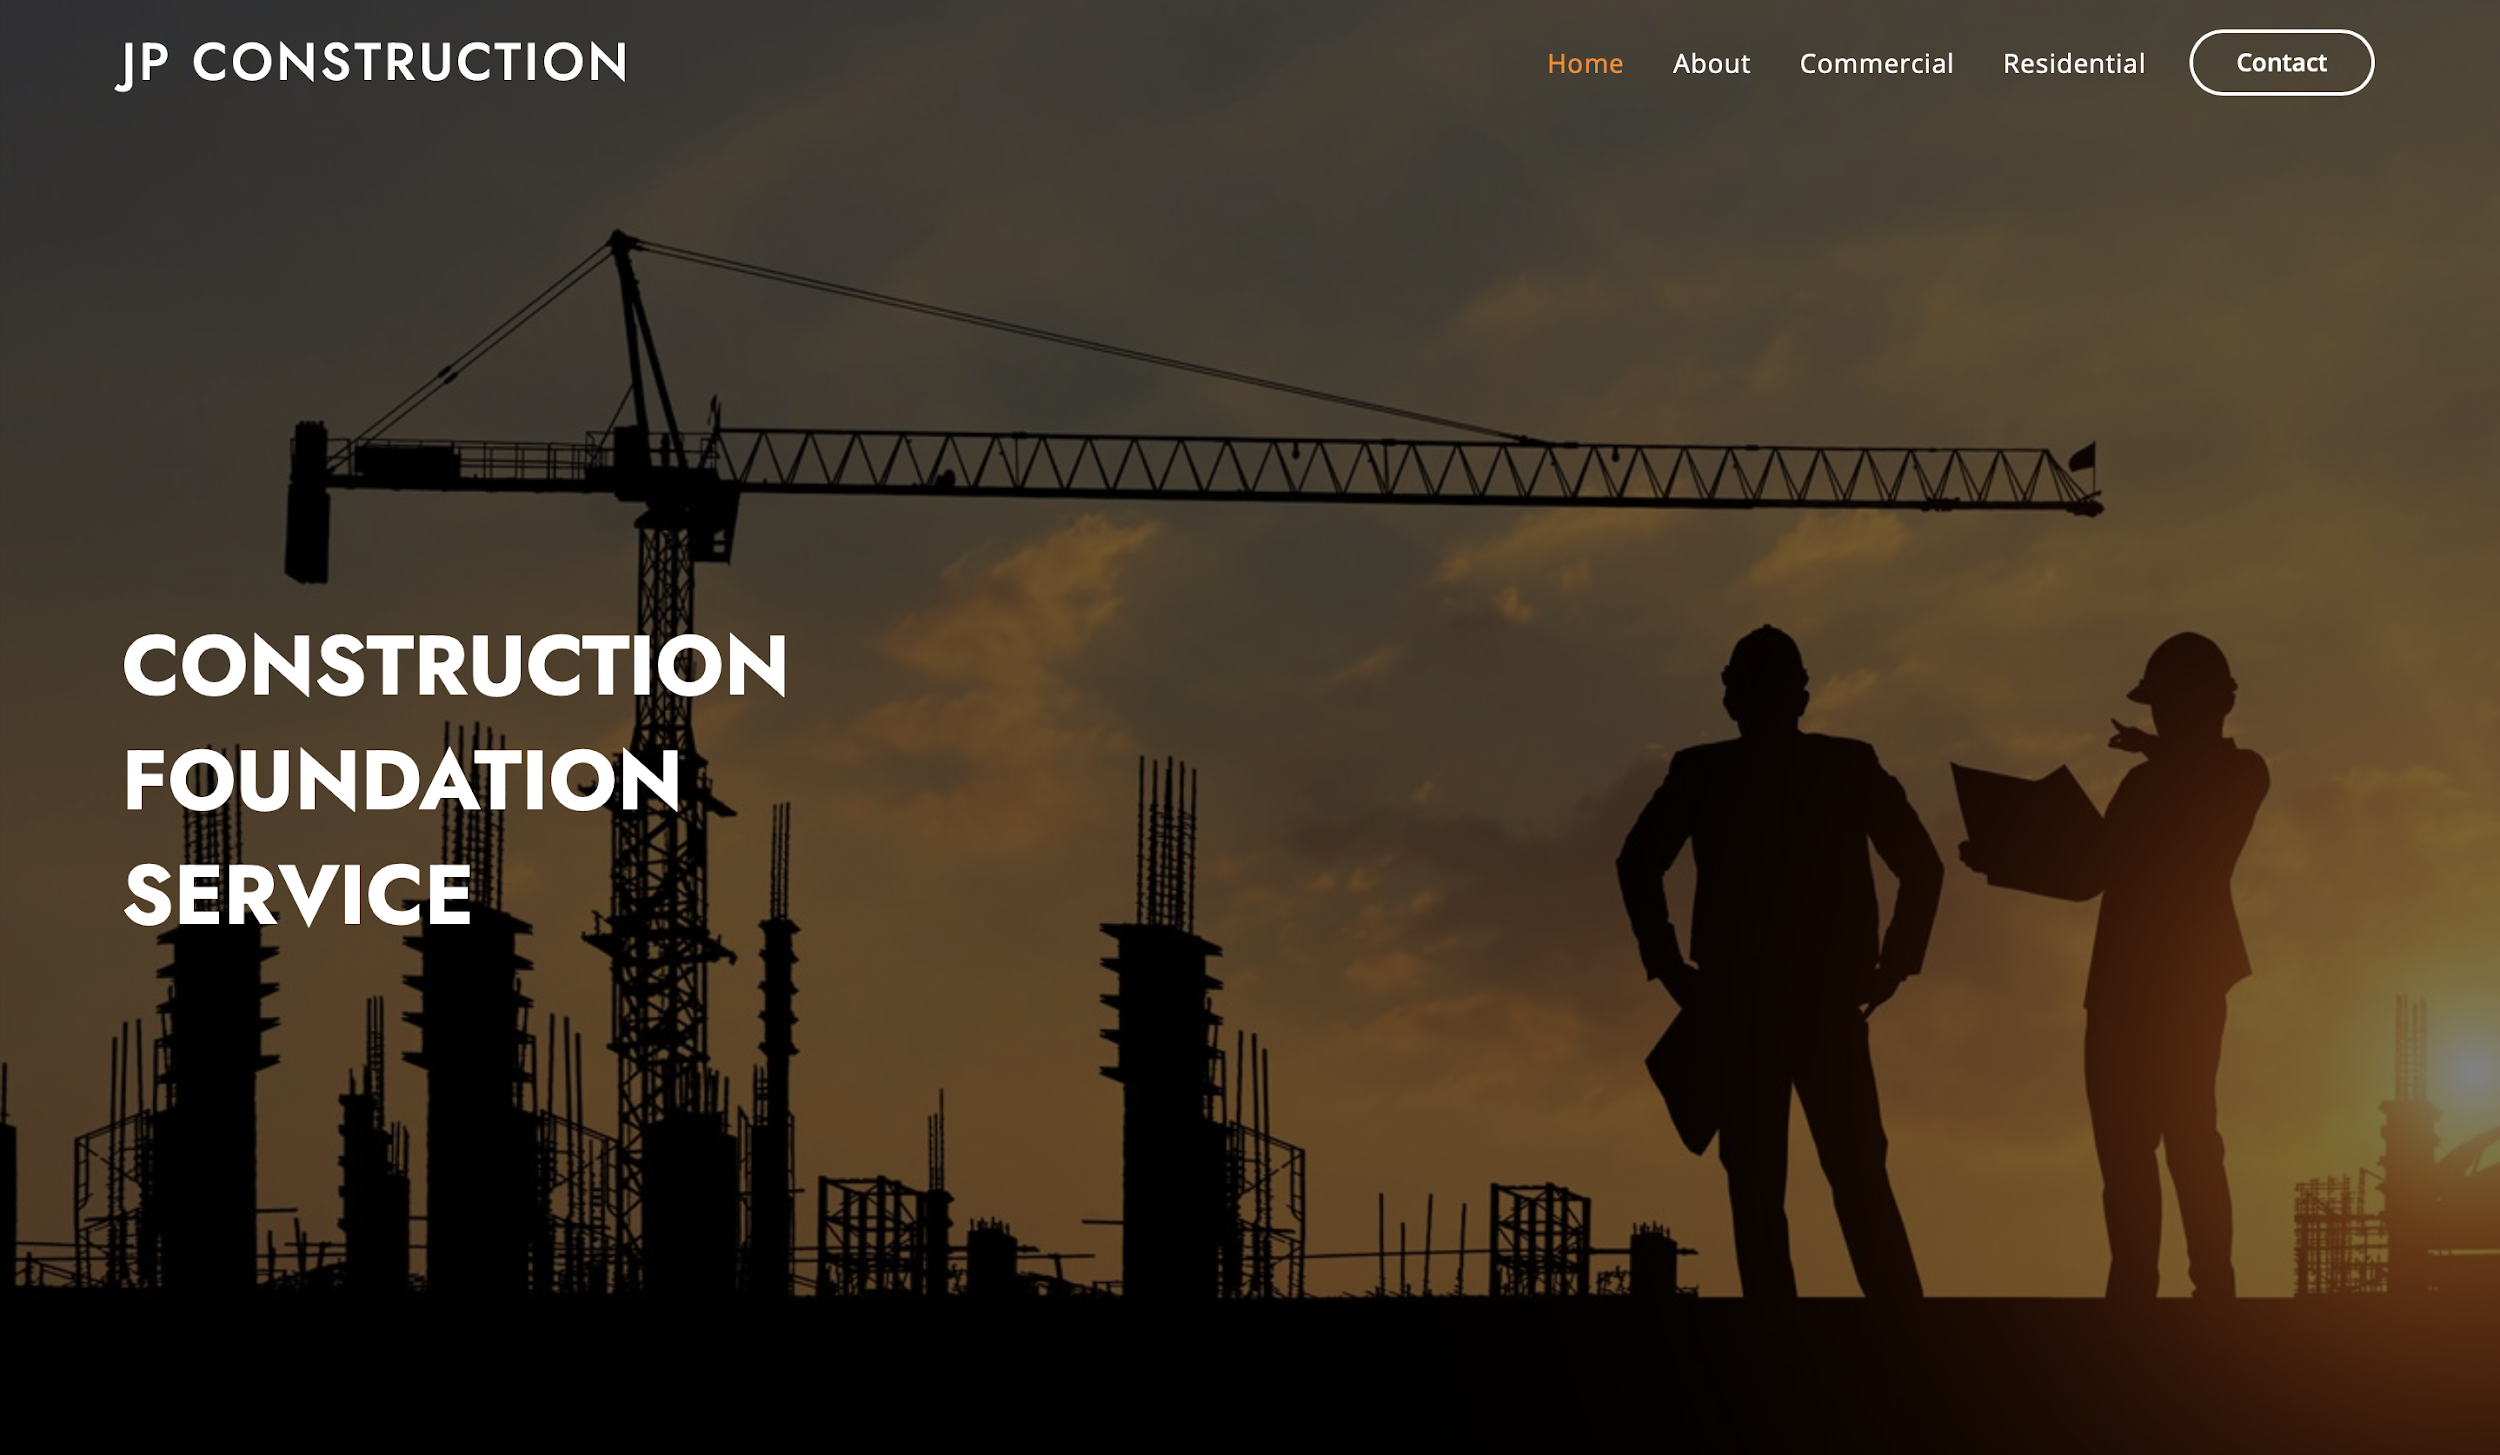 JP CONSTRUCTION
Home About Commercial Residential Contact
CONSTRUCTION
FOUNDATION
SERVICE